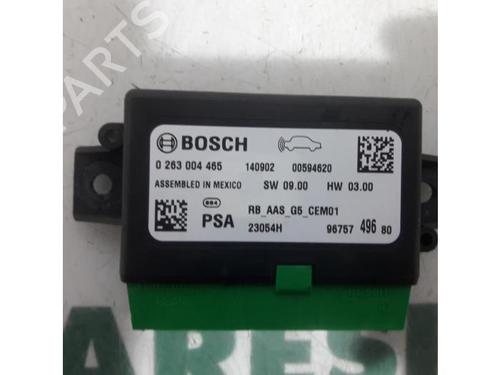 BOSCH
0 263 004 465 140902 00594620
ASSEMBLED IN MEXICO SW 09.00 HW 03.00
PSA RB_AAS_G5_CEM01
23054H 96757 496 80